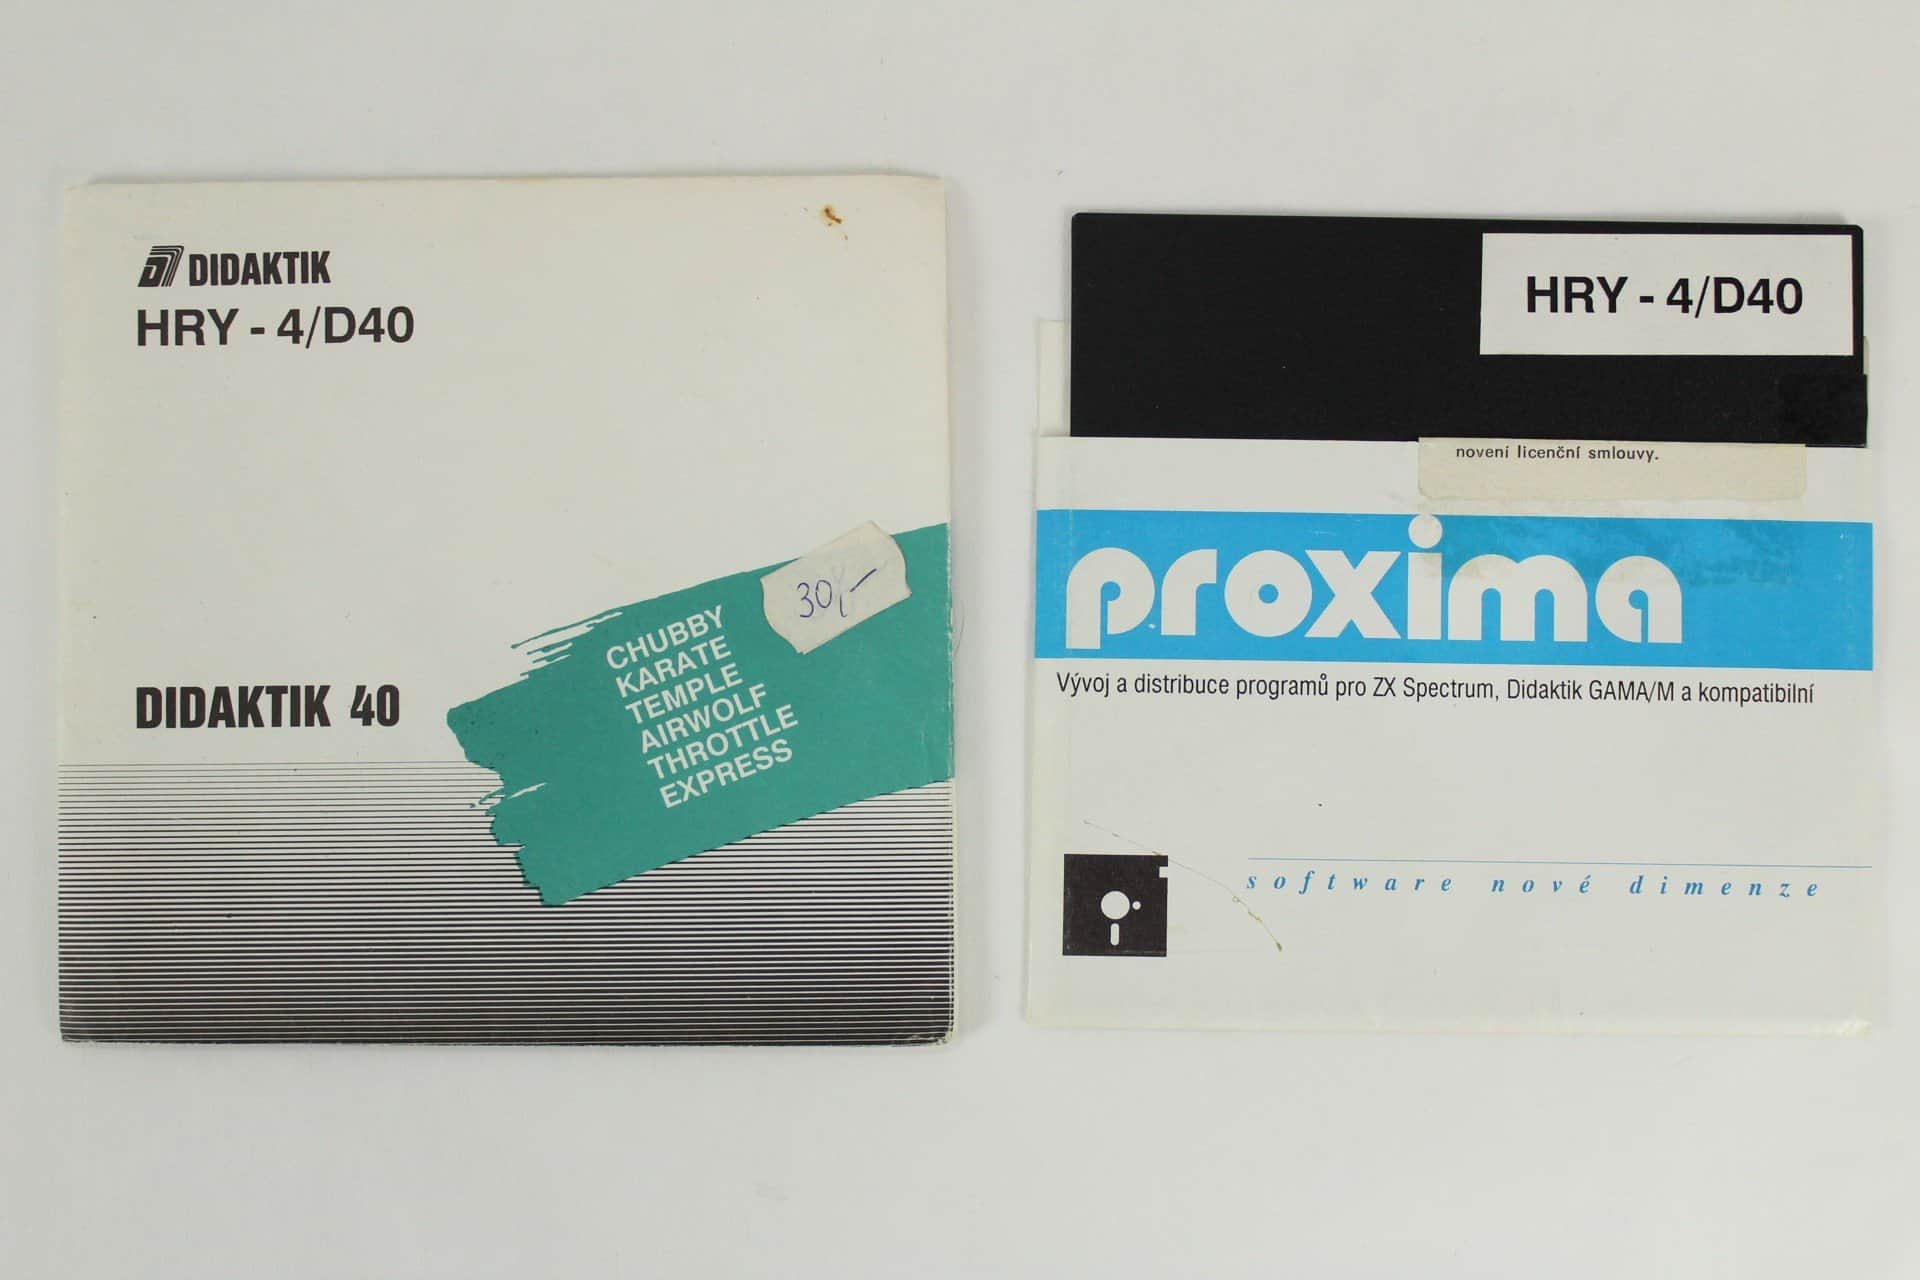 DIDAKTIK
HRY - 4/D40
DIDAKTIK 40
30,-
CHUBBY
KARATE
TEMPLE
AIRWOLF
THROTTLE
EXPRESS
HRY - 4/D40
novení licenční smlouvy.
proxima
Vývoj a distribuce programů pro ZX Spectrum, Didaktik GAMA/M a kompatibilní
software nové dimenze